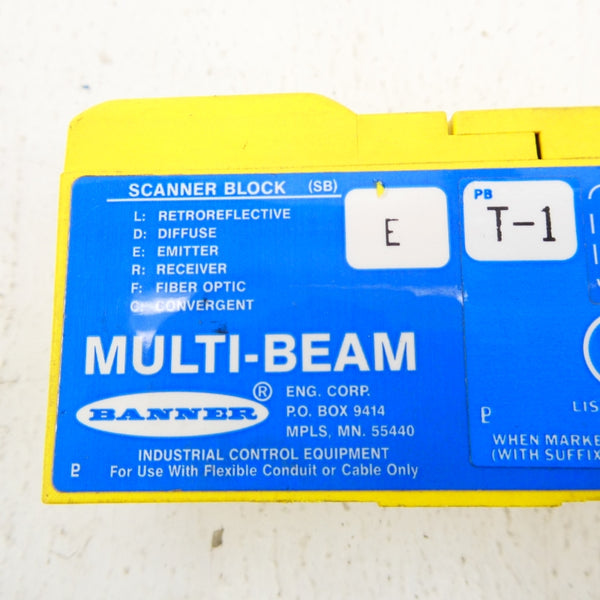 SCANNER BLOCK (SB)
L: RETROREFLECTIVE
D: DIFFUSE
E: EMITTER
R: RECEIVER
F: FIBER OPTIC
C: CONVERGENT
E
PB
T-1
MULTI-BEAM
BANNER ®
ENG. CORP.
P.O. BOX 9414
MPLS, MN. 55440
INDUSTRIAL CONTROL EQUIPMENT
For Use With Flexible Conduit or Cable Only
LIS
WHEN MARKE
(WITH SUFFIX